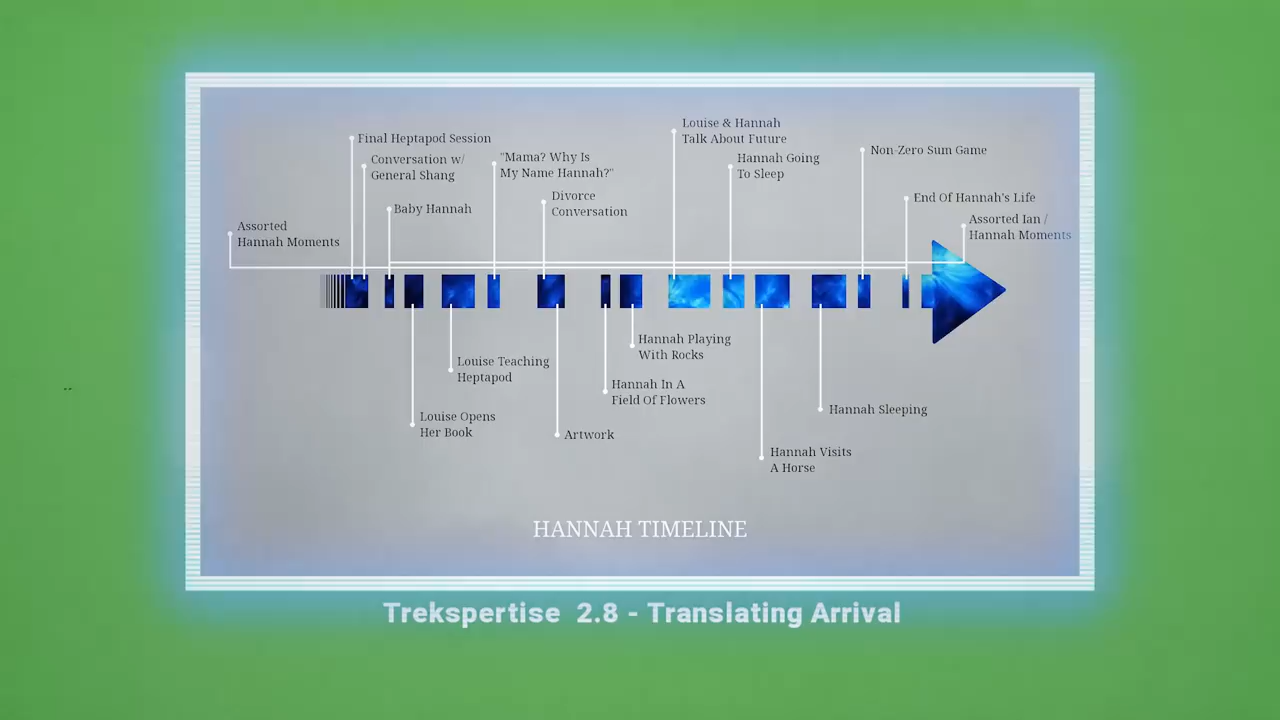 Louise & Hannah
Talk About Future
Final Heptapod Session
Non-Zero Sum Game
Conversation w/
General Shang
"Mama? Why Is
My Name Hannah?"
Hannah Going
To Sleep
Divorce
Conversation
End Of Hannah's Life
Baby Hannah
Assorted Ian /
Hannah Moments
Assorted
Hannah Moments
Hannah Playing
With Rocks
Louise Teaching
Heptapod
Hannah In A
Field Of Flowers
Hannah Sleeping
Louise Opens
Her Book
Artwork
Hannah Visits
A Horse
HANNAH TIMELINE
Trekspertise 2.8 - Translating Arrival